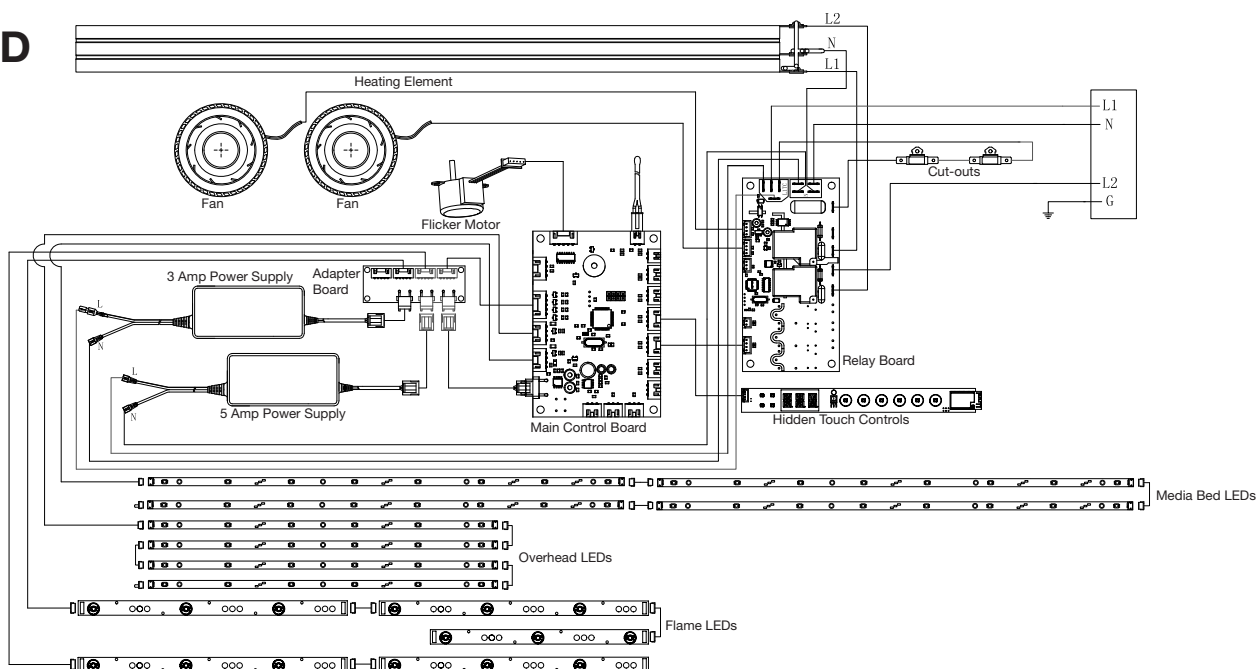 D
L2
N
L1
Heating Element
L1
N
Fan
Fan
Cut-outs
L2
G
Flicker Motor
3 Amp Power Supply
Adapter
Board
L
N
Relay Board
L
N
5 Amp Power Supply
Main Control Board
Hidden Touch Controls
Media Bed LEDs
Overhead LEDs
Flame LEDs